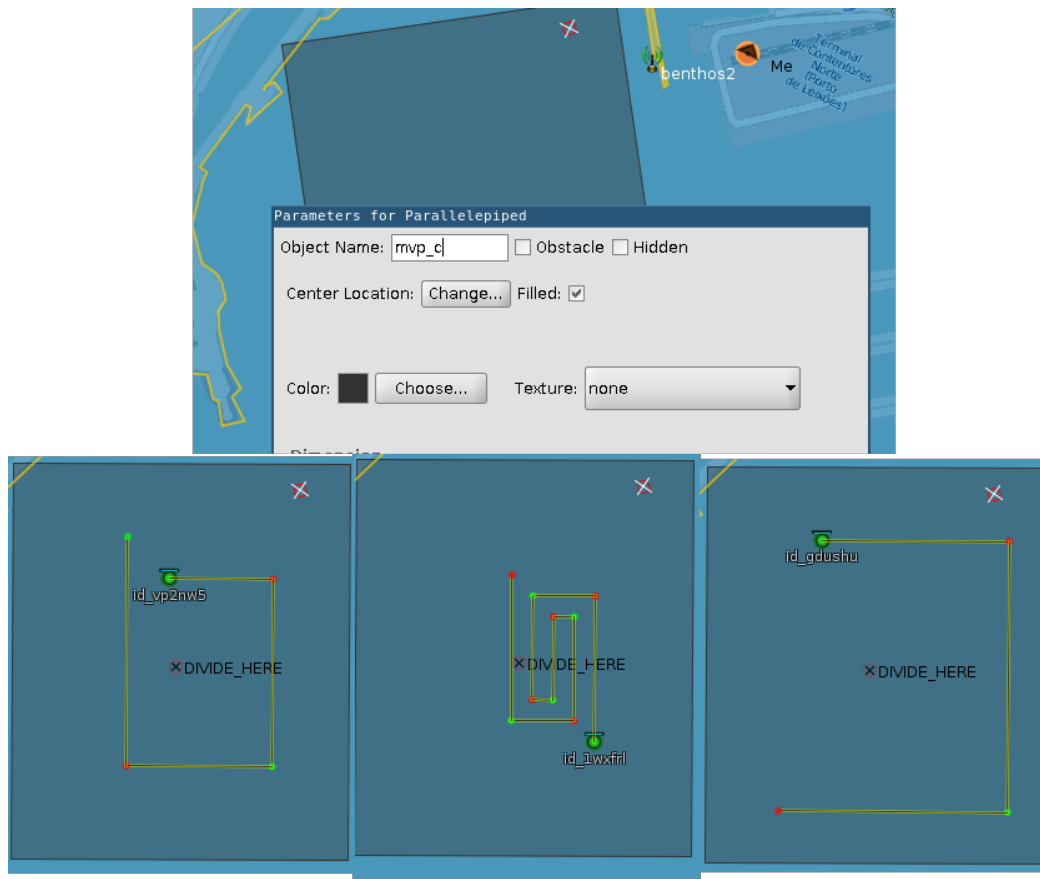 Terminal
de Contentores
Norte
(Porto
de Leixões)
Me
benthos2
Parameters for Parallelepiped
Object Name: mvp_c Obstacle Hidden
Center Location: Change... Filled:
Color: Choose... Texture: none
id_vp2nw5
DIVIDE_HERE
DIVIDE_HERE
id_1wxfrl
id_gdushu
DIVIDE_HERE